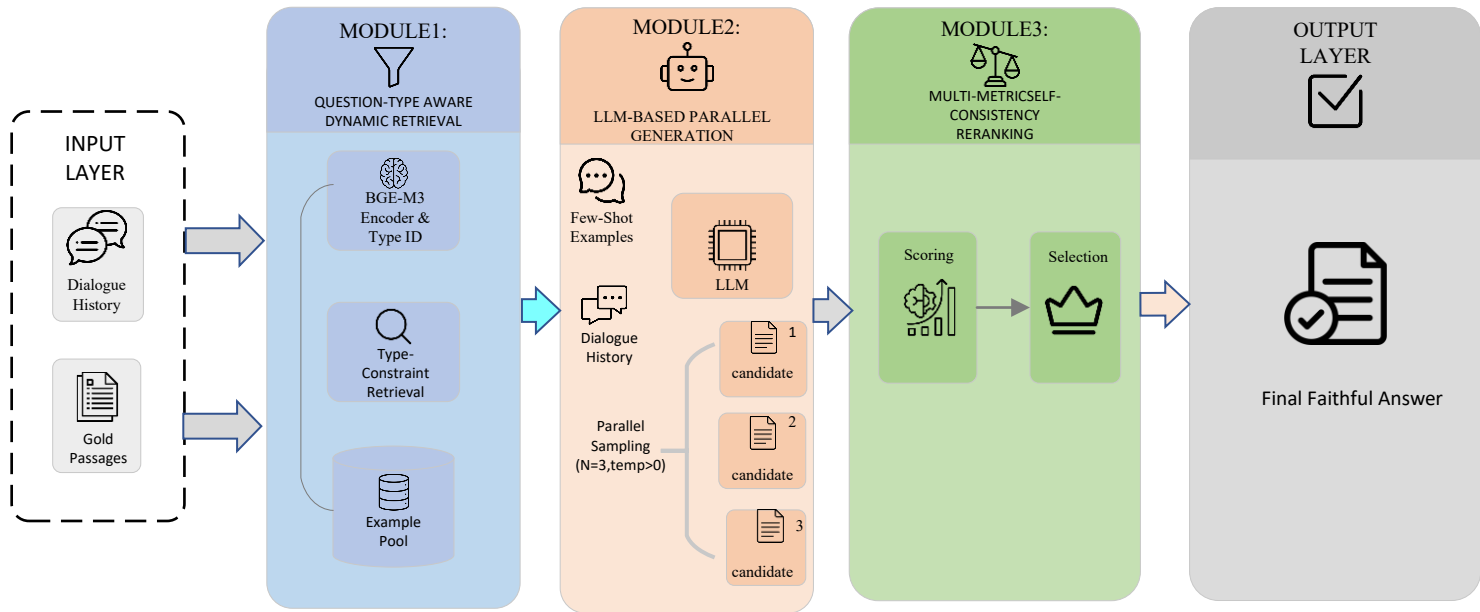 INPUT
LAYER
Dialogue
History
Gold
Passages
MODULE1:
QUESTION-TYPE AWARE
DYNAMIC RETRIEVAL
BGE-M3
Encoder &
Type ID
Type-
Constraint
Retrieval
Example
Pool
MODULE2:
LLM-BASED PARALLEL
GENERATION
Few-Shot
Examples
LLM
Dialogue
History
Parallel
Sampling
(N=3,temp>0)
1
candidate
2
candidate
3
candidate
MODULE3:
MULTI-METRICSELF-
CONSISTENCY
RERANKING
Scoring
Selection
OUTPUT
LAYER
Final Faithful Answer